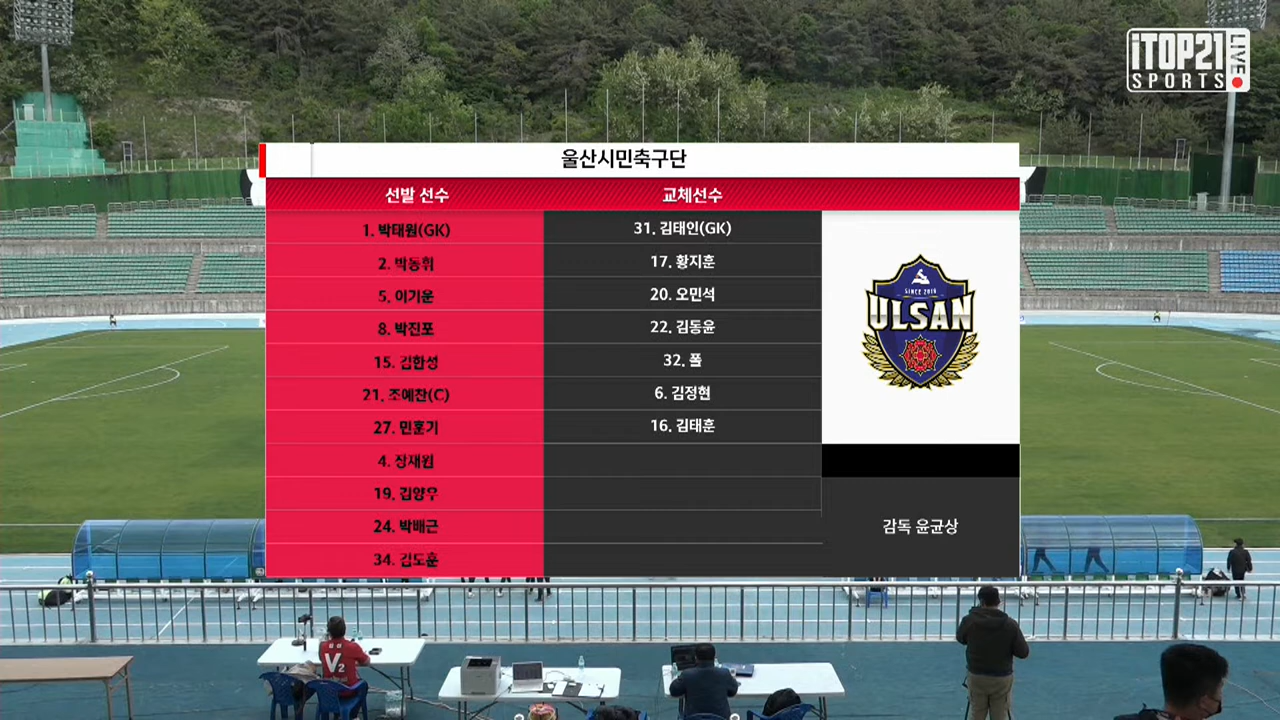 iTOP21
SPORTS
LIVE
울산시민축구단
선발 선수
교체선수
1. 박태원(GK)
31. 김태인(GK)
2. 박동휘
17. 황지훈
5. 이기운
20. 오민석
8. 박진포
22. 김동윤
15. 김한성
32. 폴
21. 조예찬(C)
6. 김정현
27. 민훈기
16. 김태훈
4. 장재원
19. 김양우
24. 박배근
34. 김도훈
SINCE 2019
ULSAN
감독 윤균상
V2